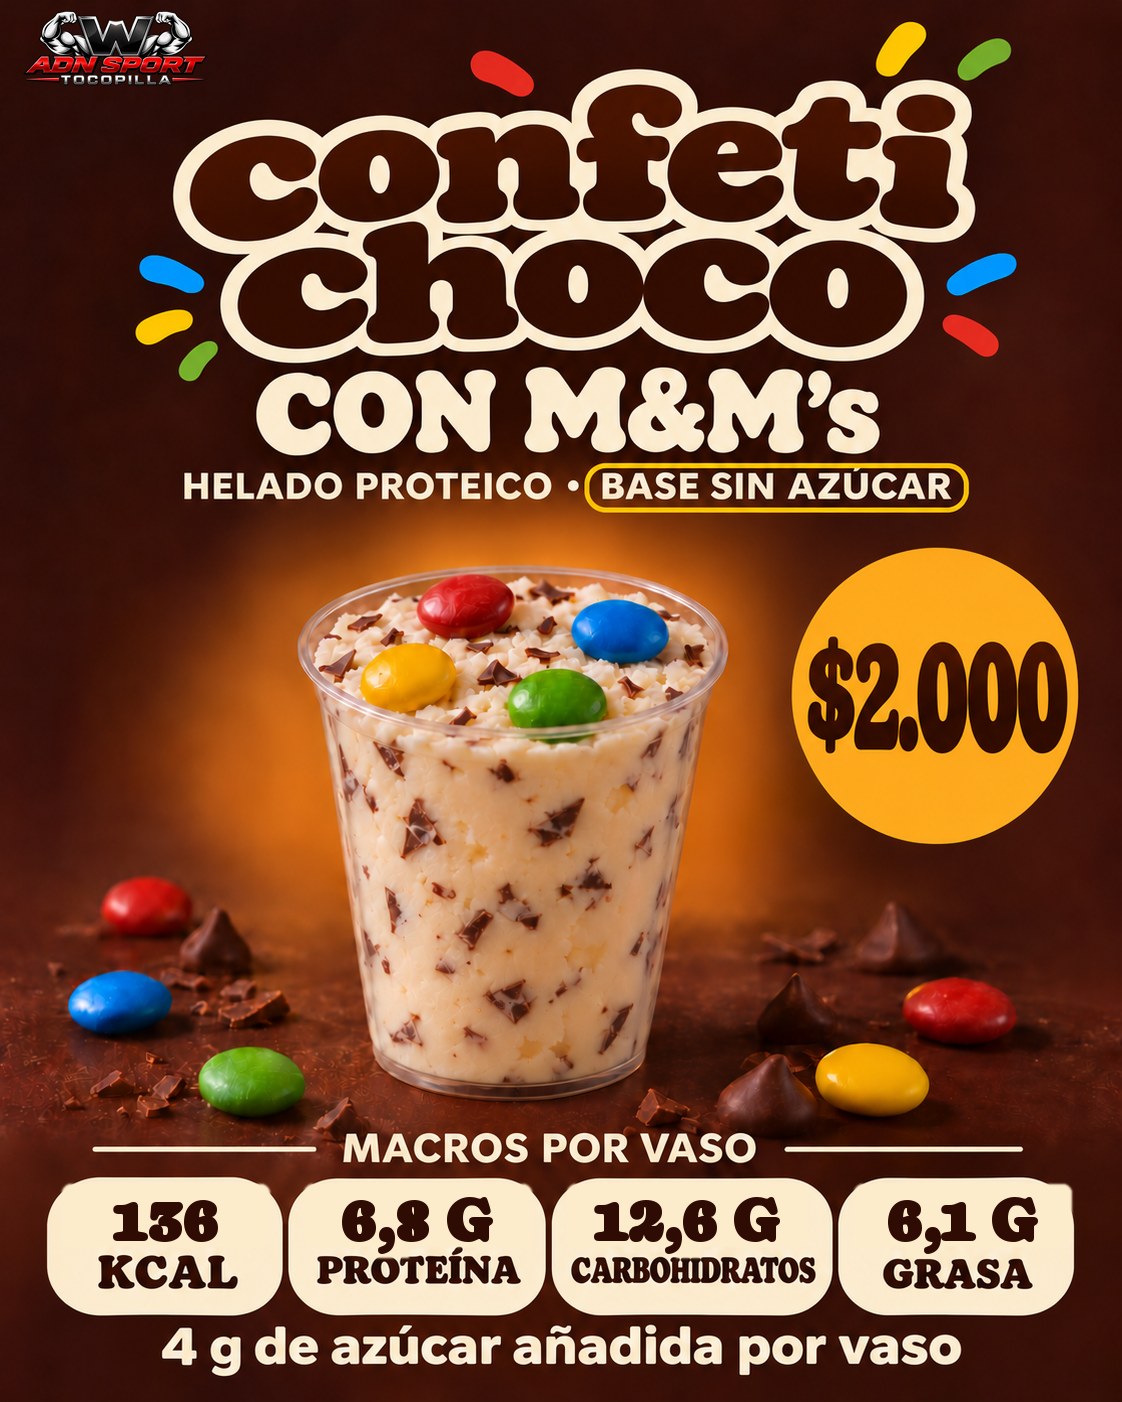 W
ADN SPORT
TOCOPILLA
confeti
choco
CON M&M's
HELADO PROTEICO • BASE SIN AZÚCAR
$2.000
MACROS POR VASO
136
KCAL
6,8 G
PROTEÍNA
12,6 G
CARBOHIDRATOS
6,1 G
GRASA
4 g de azúcar añadida por vaso